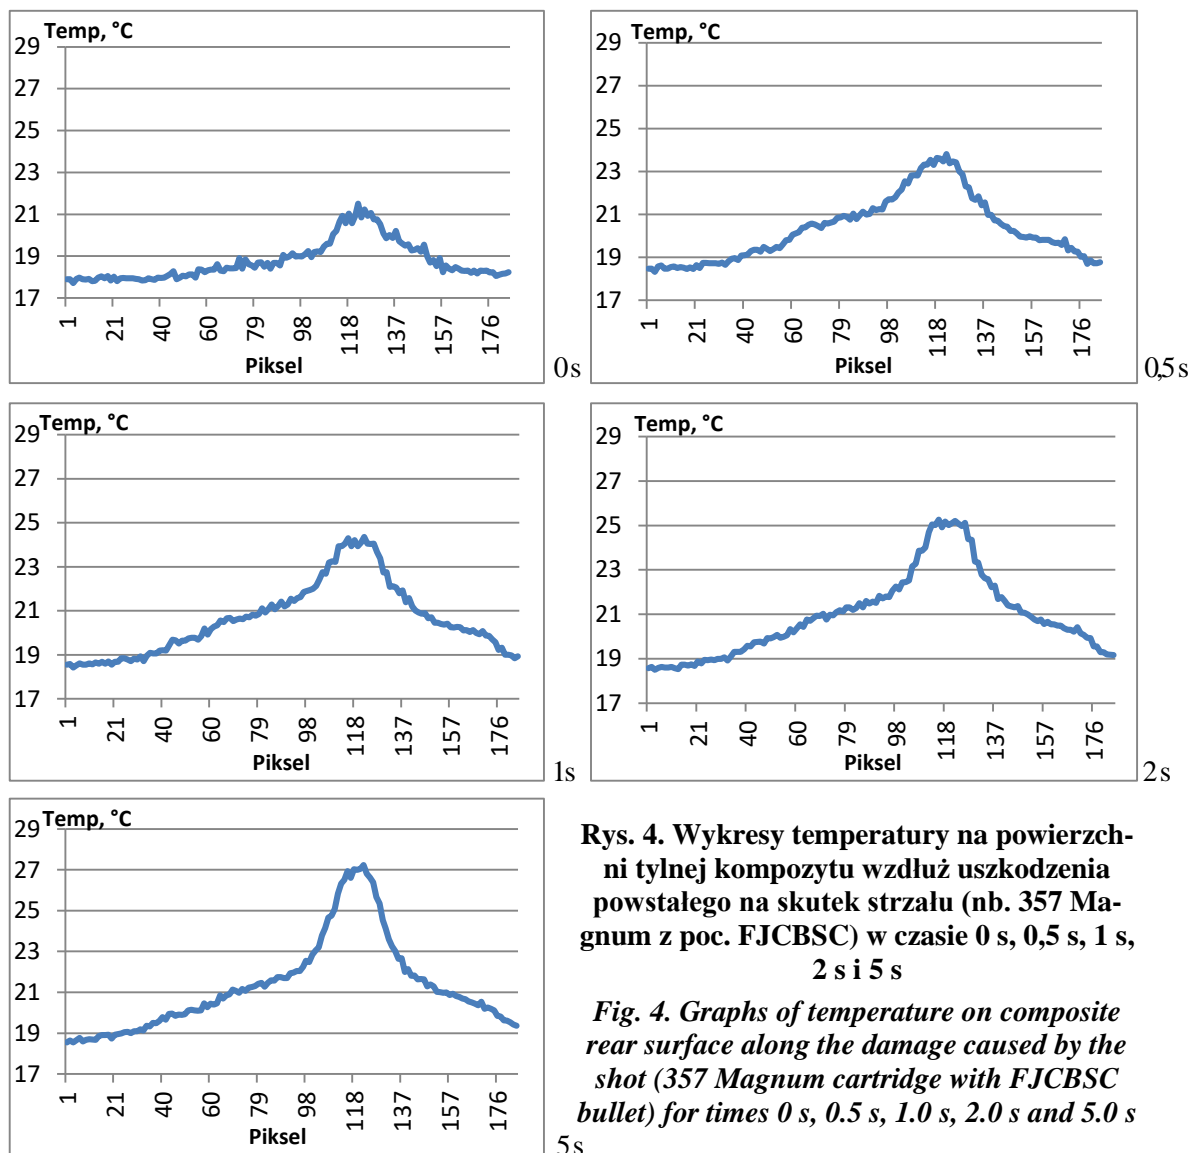 Temp, °C
29
27
25
23
21
19
17
1 21 40 60 79 98 118 137 157 176
Piksel
0s
Temp, °C
29
27
25
23
21
19
17
1 21 40 60 79 98 118 137 157 176
Piksel
0,5 s
Temp, °C
29
27
25
23
21
19
17
1 21 40 60 79 98 118 137 157 176
Piksel
1s
Temp, °C
29
27
25
23
21
19
17
1 21 40 60 79 98 118 137 157 176
Piksel
2s
Temp, °C
29
27
25
23
21
19
17
1 21 40 60 79 98 118 137 157 176
Piksel
5s
Rys. 4. Wykresy temperatury na powierzch-
ni tylnej kompozytu wzdłuż uszkodzenia
powstałego na skutek strzału (nb. 357 Ma-
gnum z poc. FJCBSC) w czasie 0 s, 0,5 s, 1 s,
2 s i 5 s
Fig. 4. Graphs of temperature on composite
rear surface along the damage caused by the
shot (357 Magnum cartridge with FJCBSC
bullet) for times 0 s, 0.5 s, 1.0 s, 2.0 s and 5.0 s